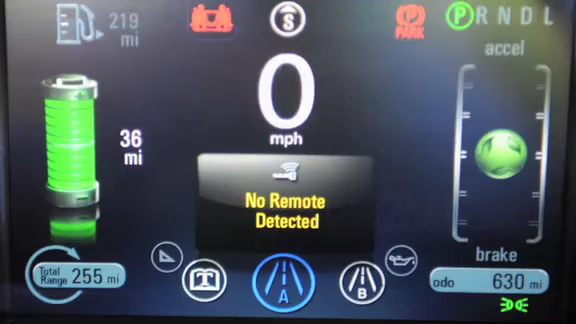 219
mi
S
P R N D L
PARK
accel
0
mph
36
mi
No Remote
Detected
brake
Total
Range 255 mi
T
A
B
odo 630 mi